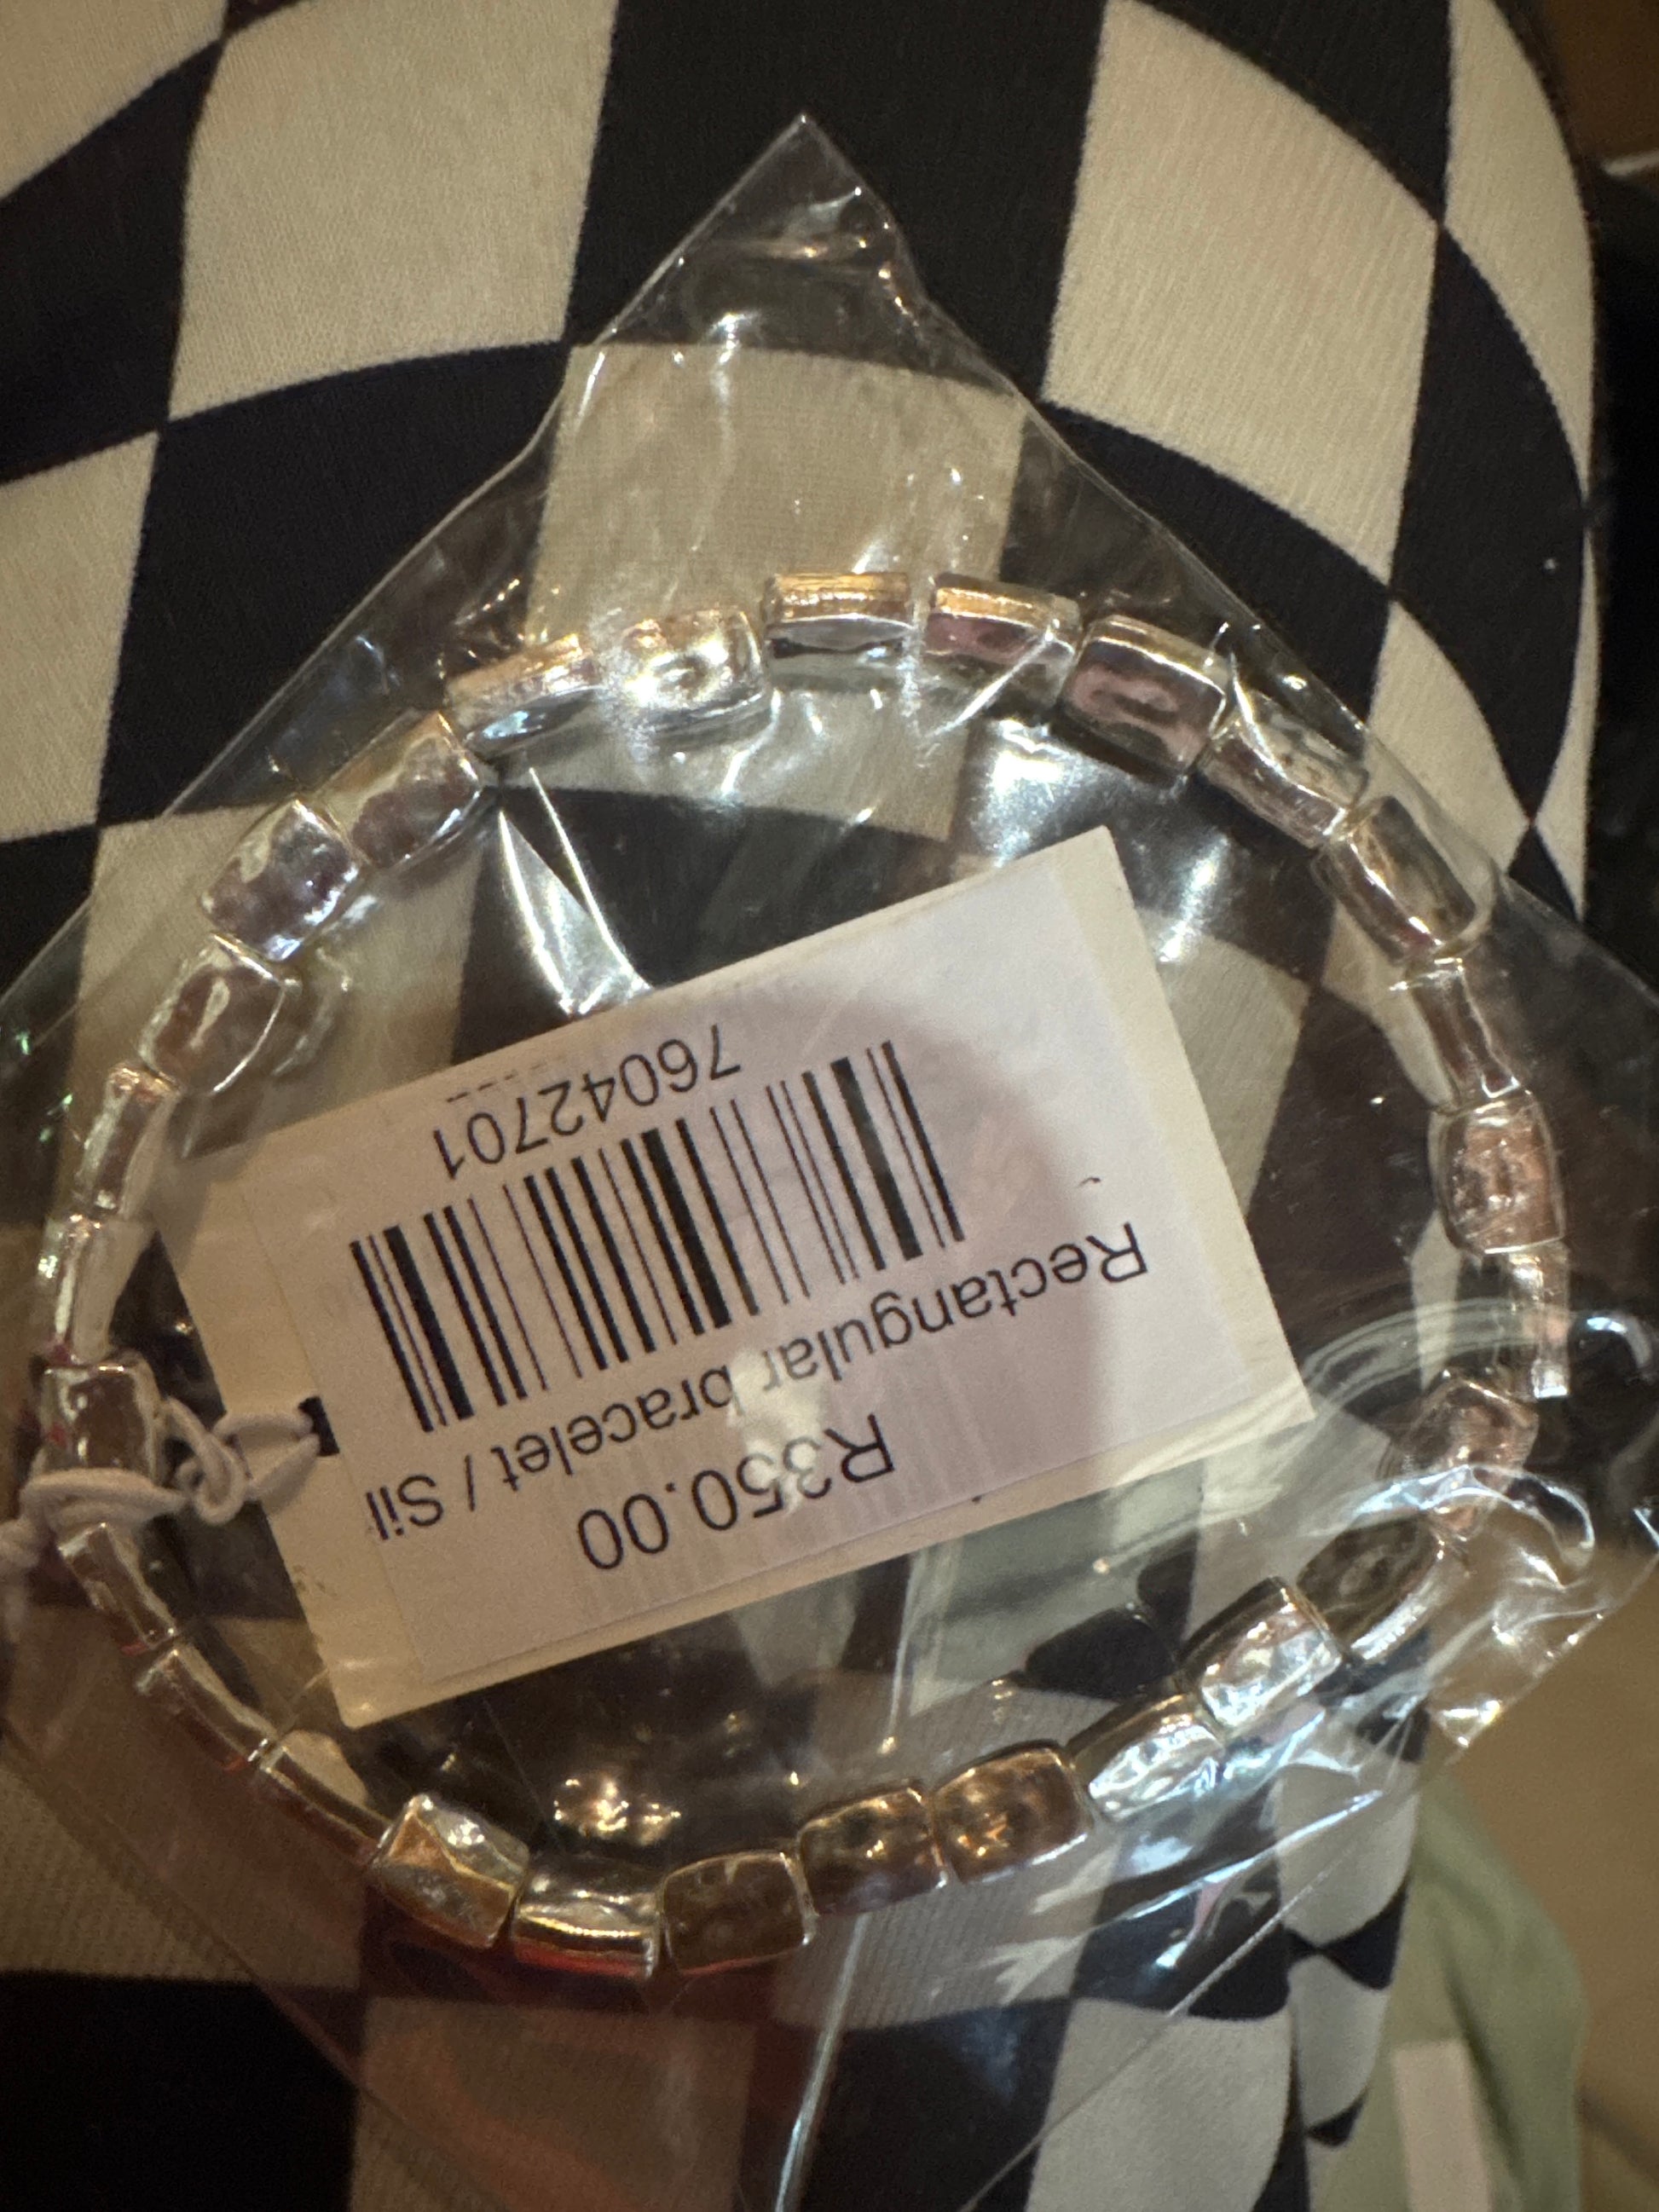 R350.00
Rectangular bracelet / Sil
76042701